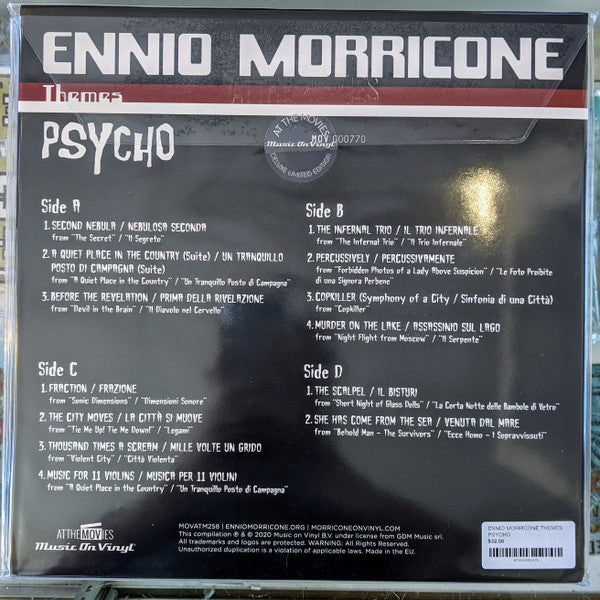 ENNIO MORRICONE
Themes
AT THE MOVIES
MOV 000770
Music On Vinyl
DELUXE LIMITED EDITION
PSYCHO
Side A
1. SECOND NEBULA / NEBULOSA SECONDA
from "The Secret" / "Il Segreto"
2. A QUIET PLACE IN THE COUNTRY (Suite) / UN TRANQUILLO
POSTO DI CAMPAGNA (Suite)
from "A Quiet Place in the Country" / "Un Tranquillo Posto di Campagna"
3. BEFORE THE REVELATION / PRIMA DELLA RIVELAZIONE
from "Devil in the Brain" / "Il Diavolo nel Cervello"
Side B
1. THE INFERNAL TRIO / IL TRIO INFERNALE
from "The Infernal Trio" / "Il Trio Infernale"
2. PERCUSSIVELY / PERCUSSIVAMENTE
from "Forbidden Photos of a Lady Above Suspicion" / "Le Foto Proibite
di una Signora Perbene"
3. COPKILLER (Symphony of a City / Sinfonia di una Città)
from "Copkiller"
4. MURDER ON THE LAKE / ASSASSINIO SUL LAGO
from "Night Flight from Moscow" / "Il Serpente"
Side C
1. FRACTION / FRAZIONE
from "Sonic Dimensions" / "Dimensioni Sonore"
2. THE CITY MOVES / LA CITTÀ SI MUOVE
from "Tie Me Up! Tie Me Down!" / "Legami"
3. THOUSAND TIMES A SCREAM / MILLE VOLTE UN GRIDO
from "Violent City" / "Città Violenta"
4. MUSIC FOR 11 VIOLINS / MUSICA PER 11 VIOLINI
from "A Quiet Place in the Country" / "Un Tranquillo Posto di Campagna"
Side D
1. THE SCALPEL / IL BISTURI
from "Short Night of Glass Dolls" / "La Corta Notte delle Bambole di Vetro"
2. SHE HAS COME FROM THE SEA / VENUTA DAL MARE
from "Behold Man - The Survivors" / "Ecce Homo - I Sopravvissuti"
ATTHEMOVIES
Music On Vinyl
MOVATM258 | ENNIOMORRICONE.ORG | MORRICONEONVINYL.COM
This compilation ℗ & © 2020 Music on Vinyl B.V. under license from GDM Music srl.
All trademarks and logos are protected. WARNING: All Rights Reserved.
Unauthorized duplication is a violation of applicable laws. Made in the EU.
ENNIO MORRICONE THEMES:
PSYCHO